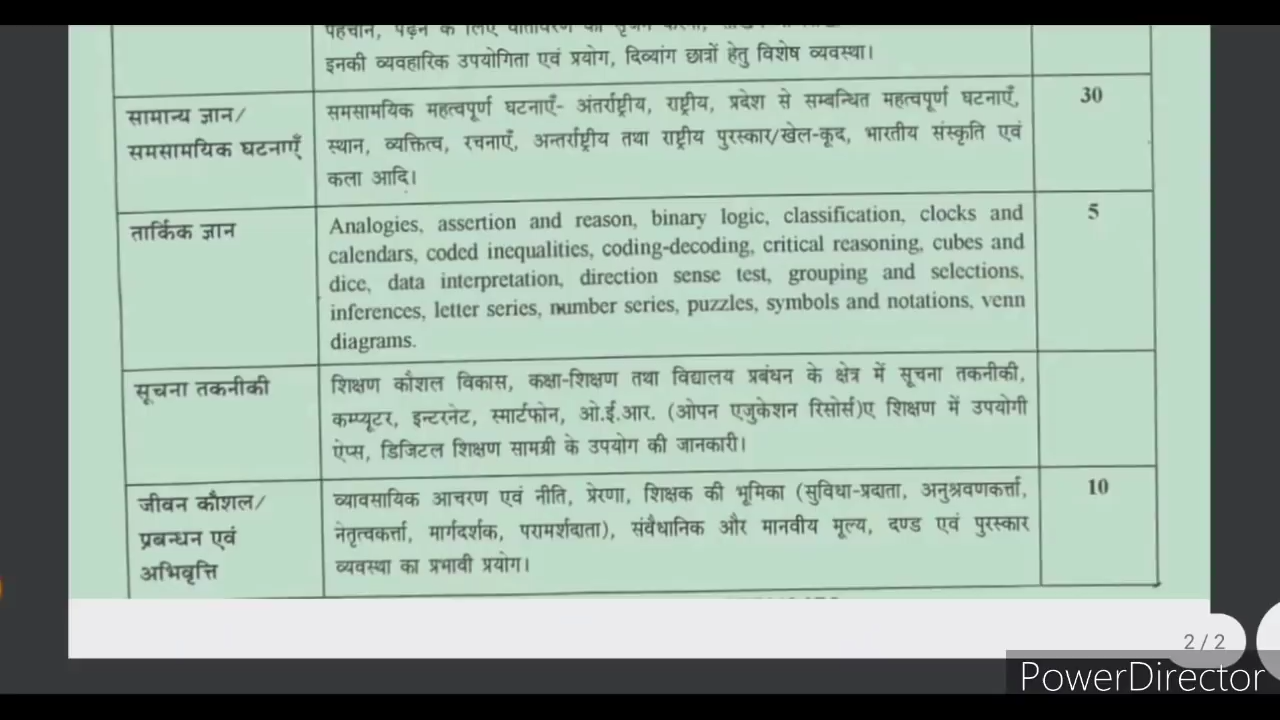 पहचान, पढ़न के लिए वातावरण का सृजन करना,
इनकी व्यवहारिक उपयोगिता एवं प्रयोग, दिव्यांग छात्रों हेतु विशेष व्यवस्था।
सामान्य ज्ञान/
समसामयिक घटनाएँ
समसामयिक महत्वपूर्ण घटनाएँ- अंतर्राष्ट्रीय, राष्ट्रीय, प्रदेश से सम्बन्धित महत्वपूर्ण घटनाएँ,
स्थान, व्यक्तित्व, रचनाएँ, अन्तर्राष्ट्रीय तथा राष्ट्रीय पुरस्कार/खेल-कूद, भारतीय संस्कृति एवं
कला आदि।
30
तार्किक ज्ञान
Analogies, assertion and reason, binary logic, classification, clocks and
calendars, coded inequalities, coding-decoding, critical reasoning, cubes and
dice, data interpretation, direction sense test, grouping and selections,
inferences, letter series, number series, puzzles, symbols and notations, venn
diagrams.
5
सूचना तकनीकी
शिक्षण कौशल विकास, कक्षा-शिक्षण तथा विद्यालय प्रबंधन के क्षेत्र में सूचना तकनीकी,
कम्प्यूटर, इन्टरनेट, स्मार्टफोन, ओ.ई.आर. (ओपन एजुकेशन रिसोर्स)ए शिक्षण में उपयोगी
ऐप्स, डिजिटल शिक्षण सामग्री के उपयोग की जानकारी।
जीवन कौशल/
प्रबन्धन एवं
अभिवृत्ति
व्यावसायिक आचरण एवं नीति, प्रेरणा, शिक्षक की भूमिका (सुविधा-प्रदाता, अनुश्रवणकर्त्ता,
नेतृत्वकर्त्ता, मार्गदर्शक, परामर्शदाता), संवैधानिक और मानवीय मूल्य, दण्ड एवं पुरस्कार
व्यवस्था का प्रभावी प्रयोग।
10
2 / 2
PowerDirector